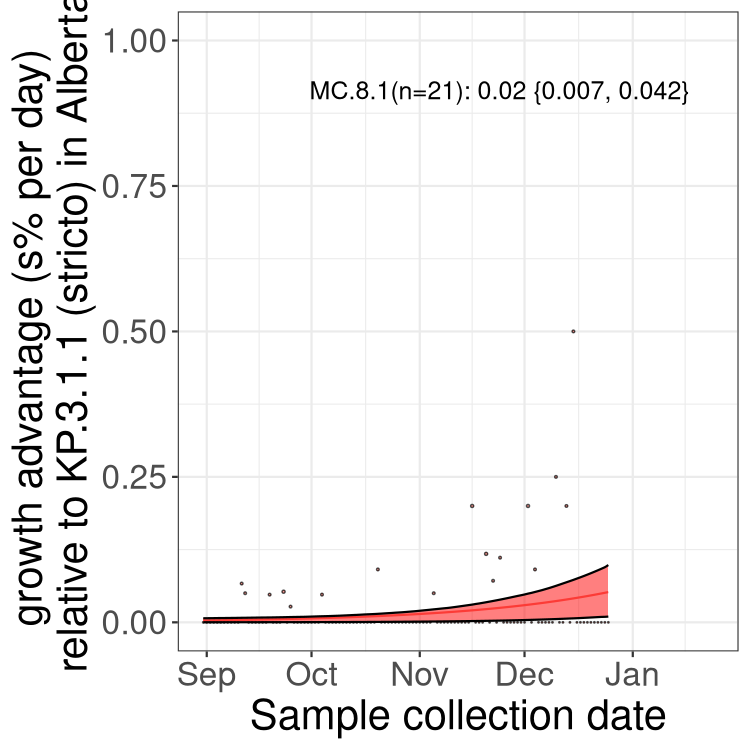 growth advantage (s% per day)
relative to KP.3.1.1 (stricto) in Alberta
1.00
0.75
0.50
0.25
0.00
MC.8.1(n=21): 0.02 {0.007, 0.042}
Sep Oct Nov Dec Jan
Sample collection date